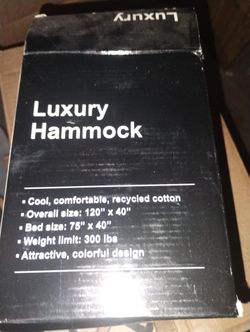 Luxury
Luxury
Hammock
• Cool, comfortable, recycled cotton
• Overall size: 120" x 40"
• Bed size: 75" x 40"
• Weight limit: 300 lbs
• Attractive, colorful design